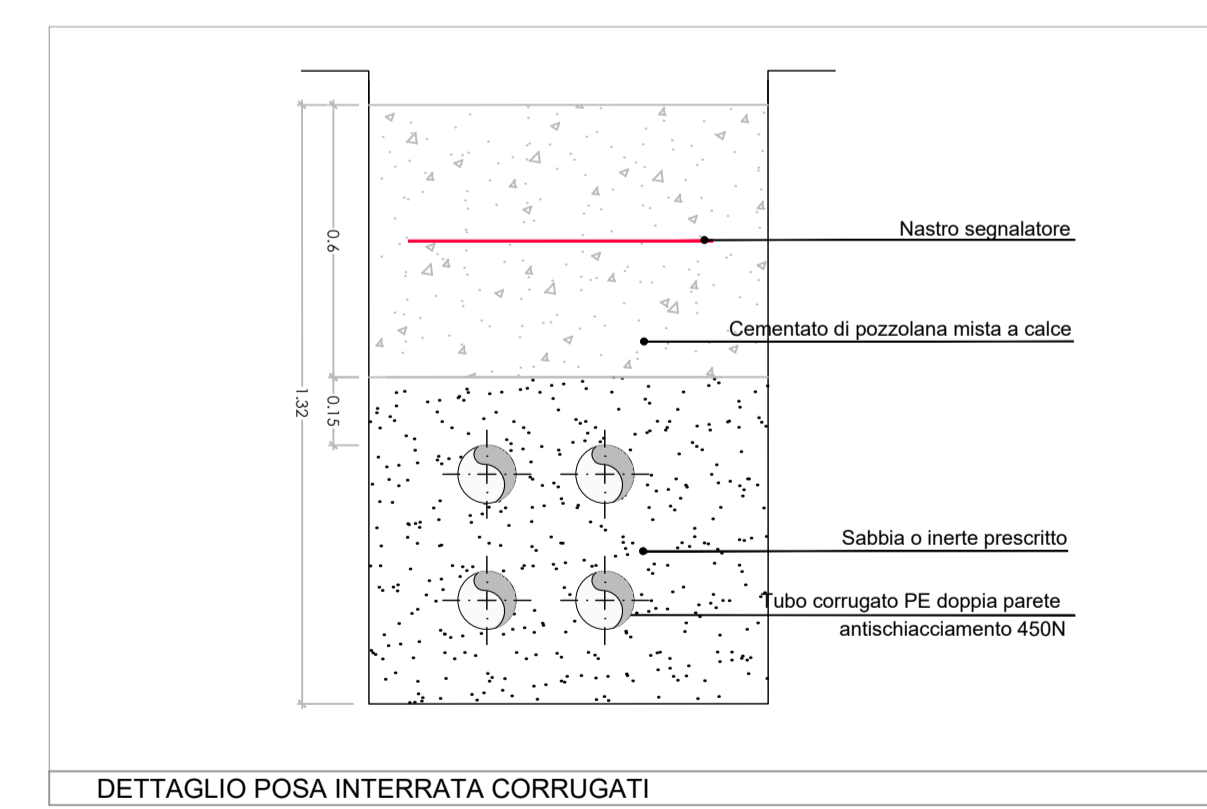 Nastro segnalatore
0.6
Cementato di pozzolana mista a calce
1.32
0.15
Sabbia o inerte prescritto
Tubo corrugato PE doppia parete
antischiacciamento 450N
DETTAGLIO POSA INTERRATA CORRUGATI